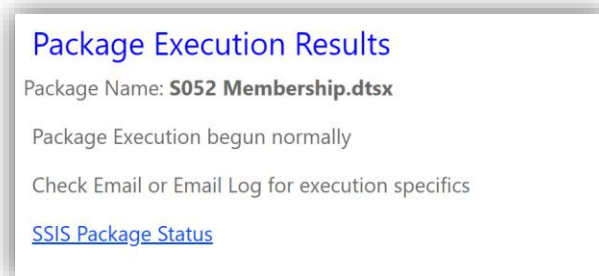 Package Execution Results
Package Name: S052 Membership.dtsx
Package Execution begun normally
Check Email or Email Log for execution specifics
SSIS Package Status